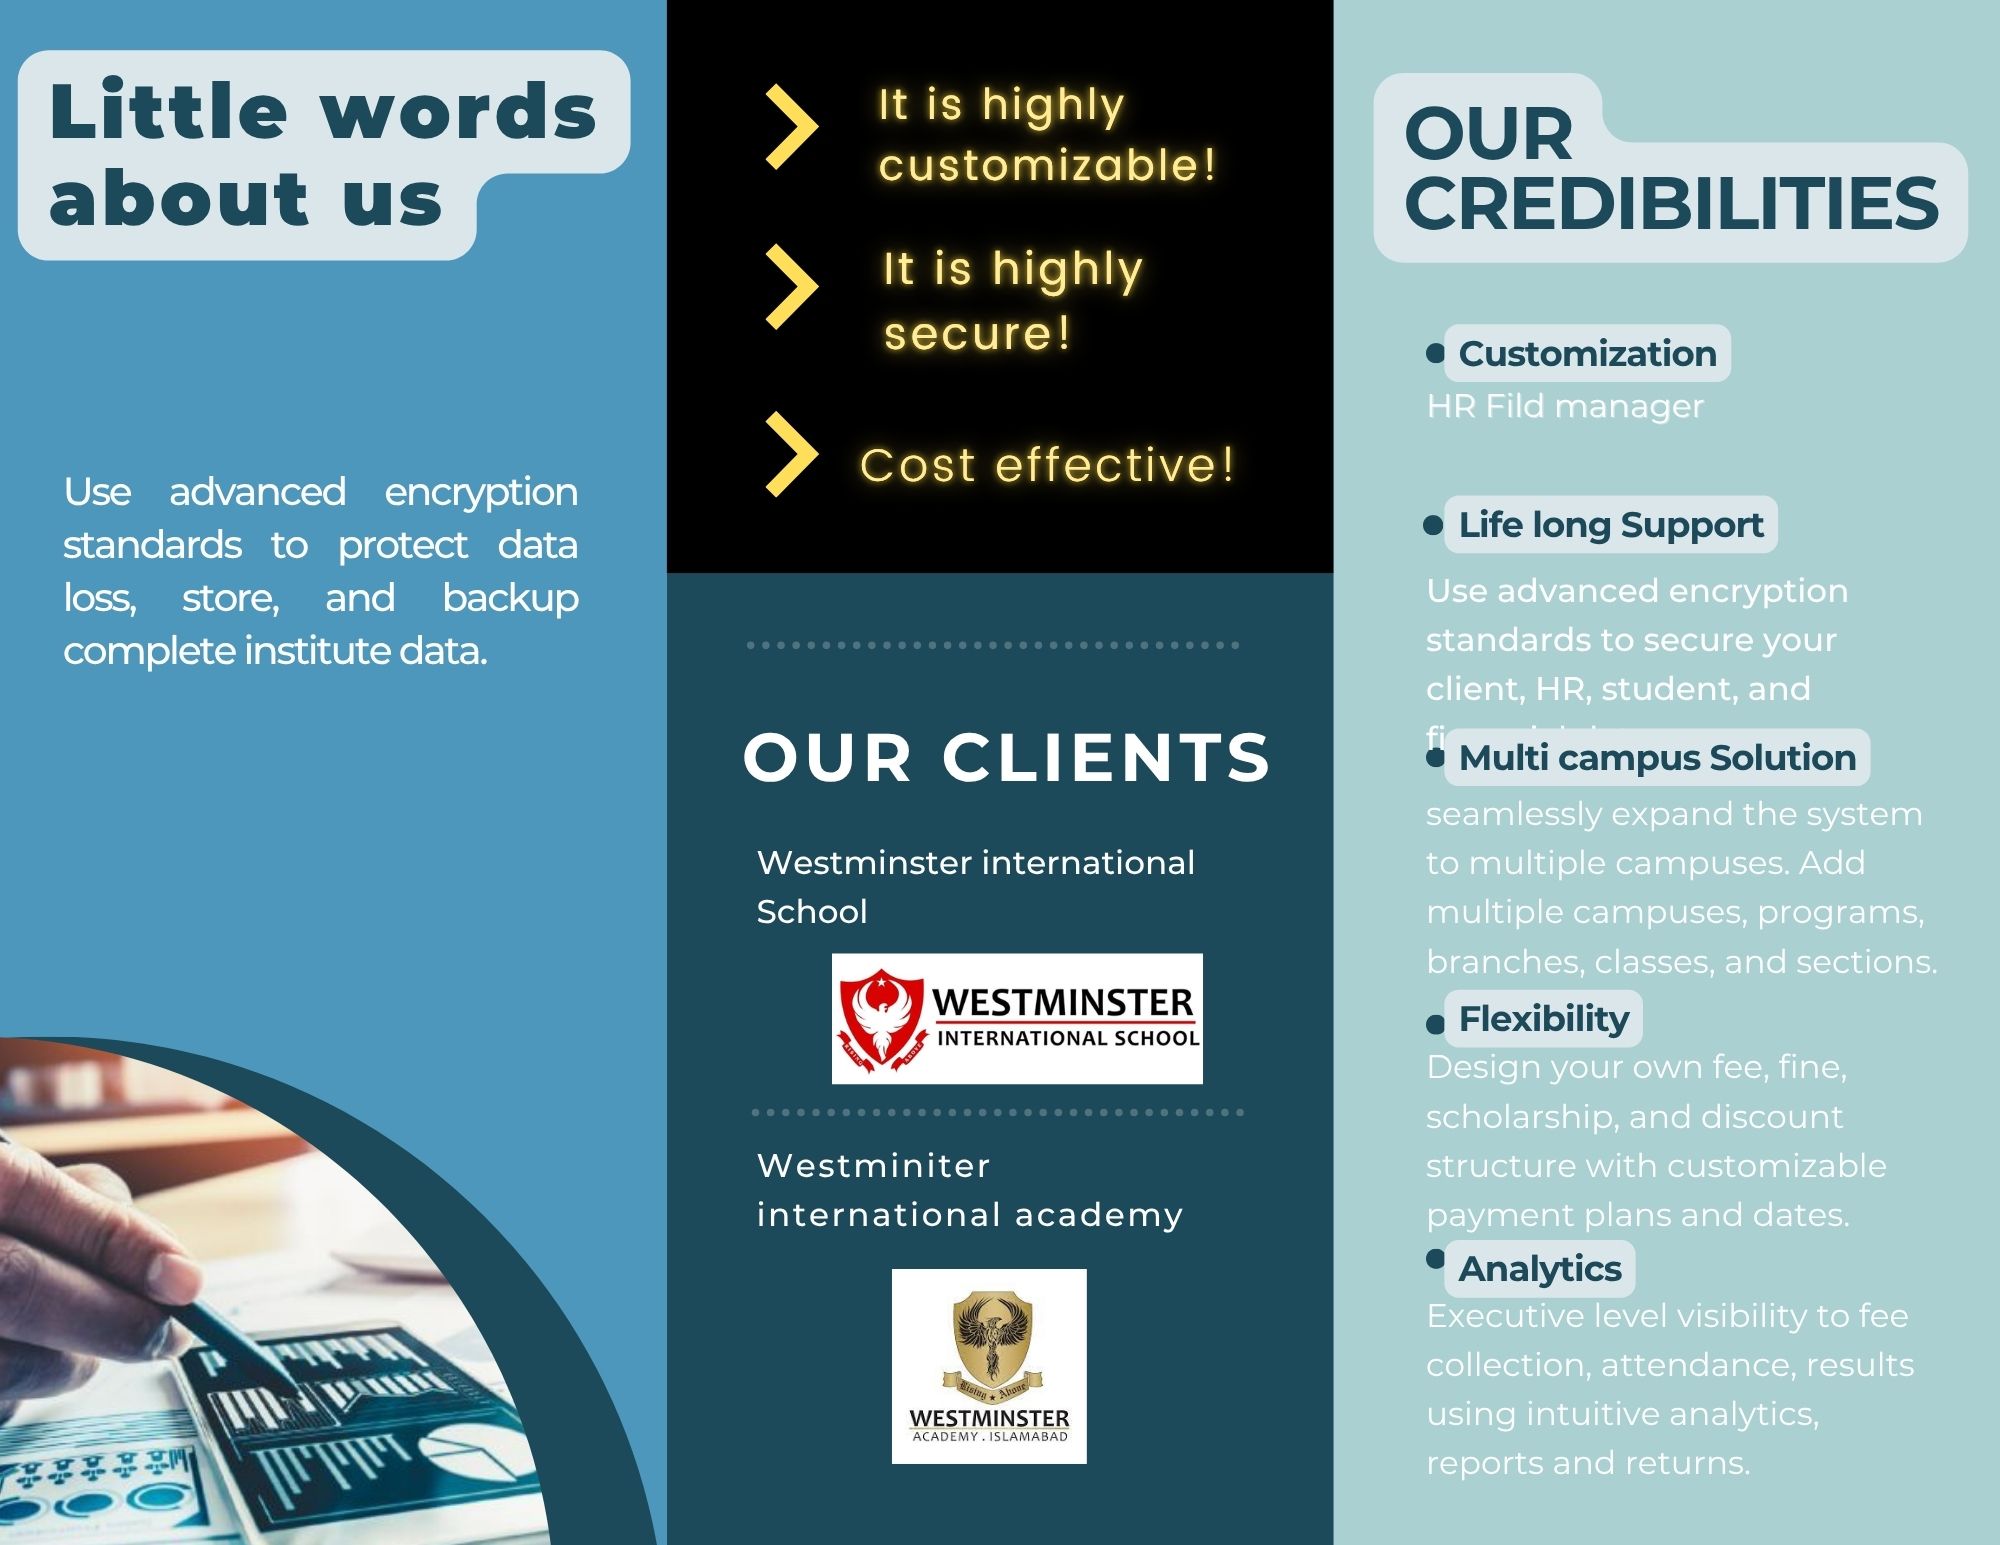 Little words
about us
Use advanced encryption
standards to protect data
loss, store, and backup
complete institute data.
It is highly
customizable!
It is highly
secure!
Cost effective!
OUR CLIENTS
Westminster international
School
WESTMINSTER
INTERNATIONAL SCHOOL
RISING ABOVE
Westminiter
international academy
Rising ★ Above
WESTMINSTER
ACADEMY . ISLAMABAD
OUR
CREDIBILITIES
Customization
HR Fild manager
Life long Support
Use advanced encryption
standards to secure your
client, HR, student, and
Multi campus Solution
seamlessly expand the system
to multiple campuses. Add
multiple campuses, programs,
branches, classes, and sections.
Flexibility
Design your own fee, fine,
scholarship, and discount
structure with customizable
payment plans and dates.
Analytics
Executive level visibility to fee
collection, attendance, results
using intuitive analytics,
reports and returns.